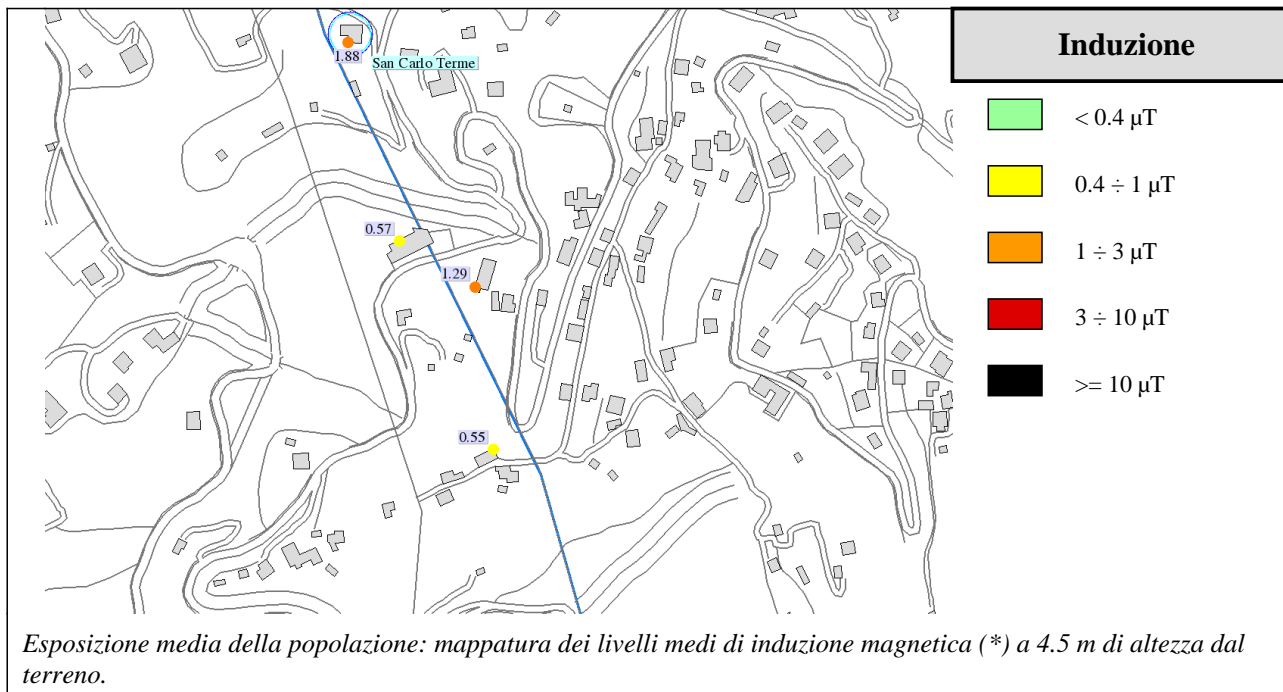 1.88
San Carlo Terme
0.57
1.29
0.55
Induzione
< 0.4 µT
0.4 ÷ 1 µT
1 ÷ 3 µT
3 ÷ 10 µT
>= 10 µT
Esposizione media della popolazione: mappatura dei livelli medi di induzione magnetica (*) a 4.5 m di altezza dal
terreno.